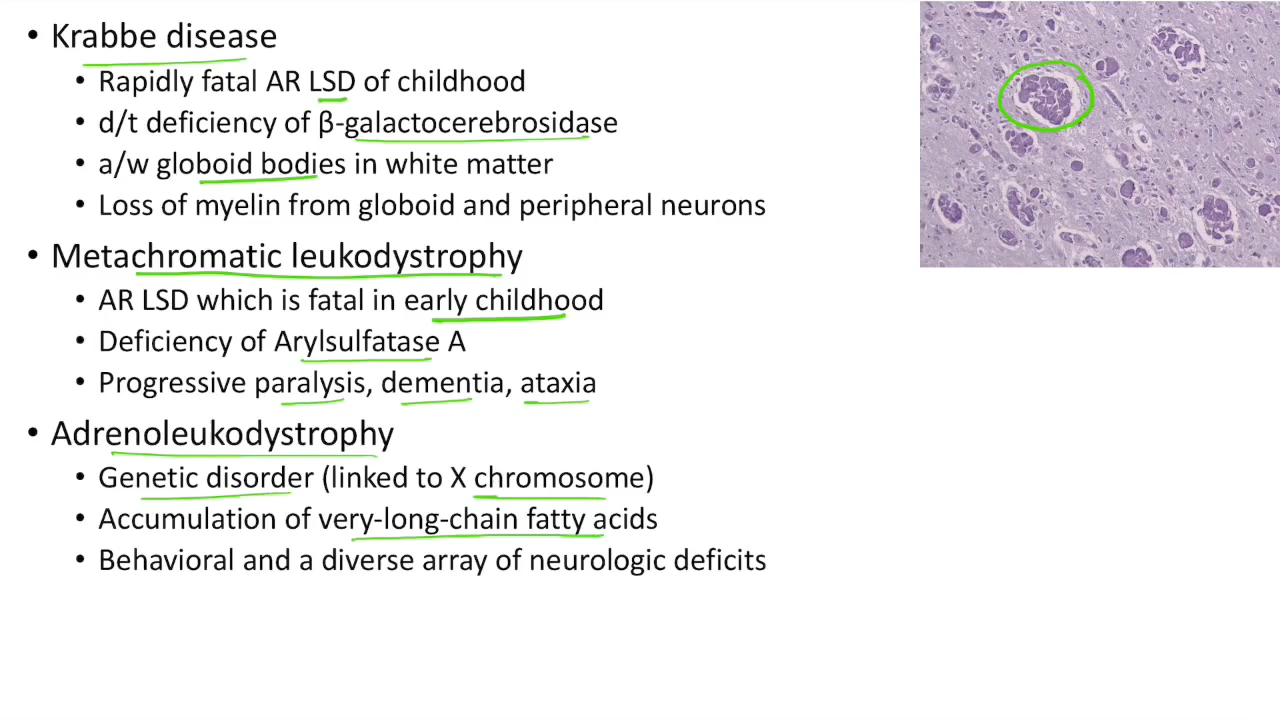 • Krabbe disease
• Rapidly fatal AR LSD of childhood
• d/t deficiency of β-galactocerebrosidase
• a/w globoid bodies in white matter
• Loss of myelin from globoid and peripheral neurons
• Metachromatic leukodystrophy
• AR LSD which is fatal in early childhood
• Deficiency of Arylsulfatase A
• Progressive paralysis, dementia, ataxia
• Adrenoleukodystrophy
• Genetic disorder (linked to X chromosome)
• Accumulation of very-long-chain fatty acids
• Behavioral and a diverse array of neurologic deficits